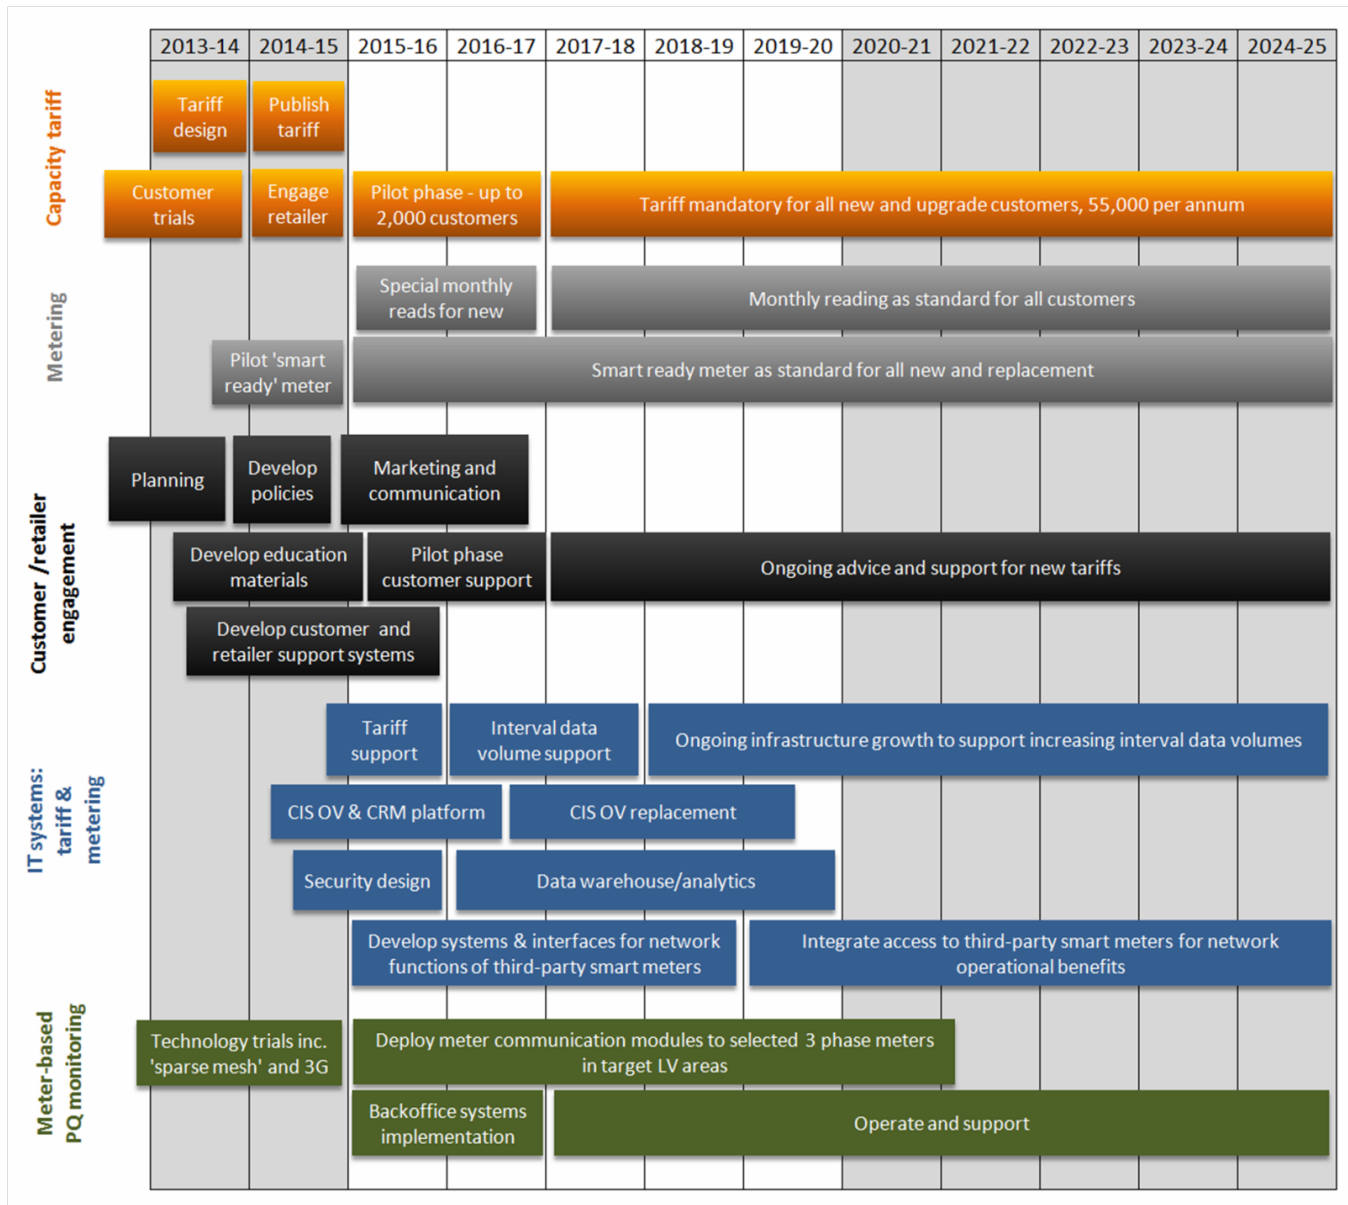 2013-14 2014-15 2015-16 2016-17 2017-18 2018-19 2019-20 2020-21 2021-22 2022-23 2023-24 2024-25
Capacity tariff
Tariff
design
Publish
tariff
Customer
trials
Engage
retailer
Pilot phase - up to
2,000 customers
Tariff mandatory for all new and upgrade customers, 55,000 per annum
Metering
Special monthly
reads for new
Monthly reading as standard for all customers
Pilot 'smart
ready' meter
Smart ready meter as standard for all new and replacement
Customer /retailer
engagement
Planning
Develop
policies
Marketing and
communication
Develop education
materials
Pilot phase
customer support
Ongoing advice and support for new tariffs
Develop customer and
retailer support systems
IT systems:
tariff &
metering
Tariff
support
Interval data
volume support
Ongoing infrastructure growth to support increasing interval data volumes
CIS OV & CRM platform
CIS OV replacement
Security design
Data warehouse/analytics
Develop systems & interfaces for network
functions of third-party smart meters
Integrate access to third-party smart meters for network
operational benefits
Meter-based
PQ monitoring
Technology trials inc.
'sparse mesh' and 3G
Deploy meter communication modules to selected 3 phase meters
in target LV areas
Backoffice systems
implementation
Operate and support